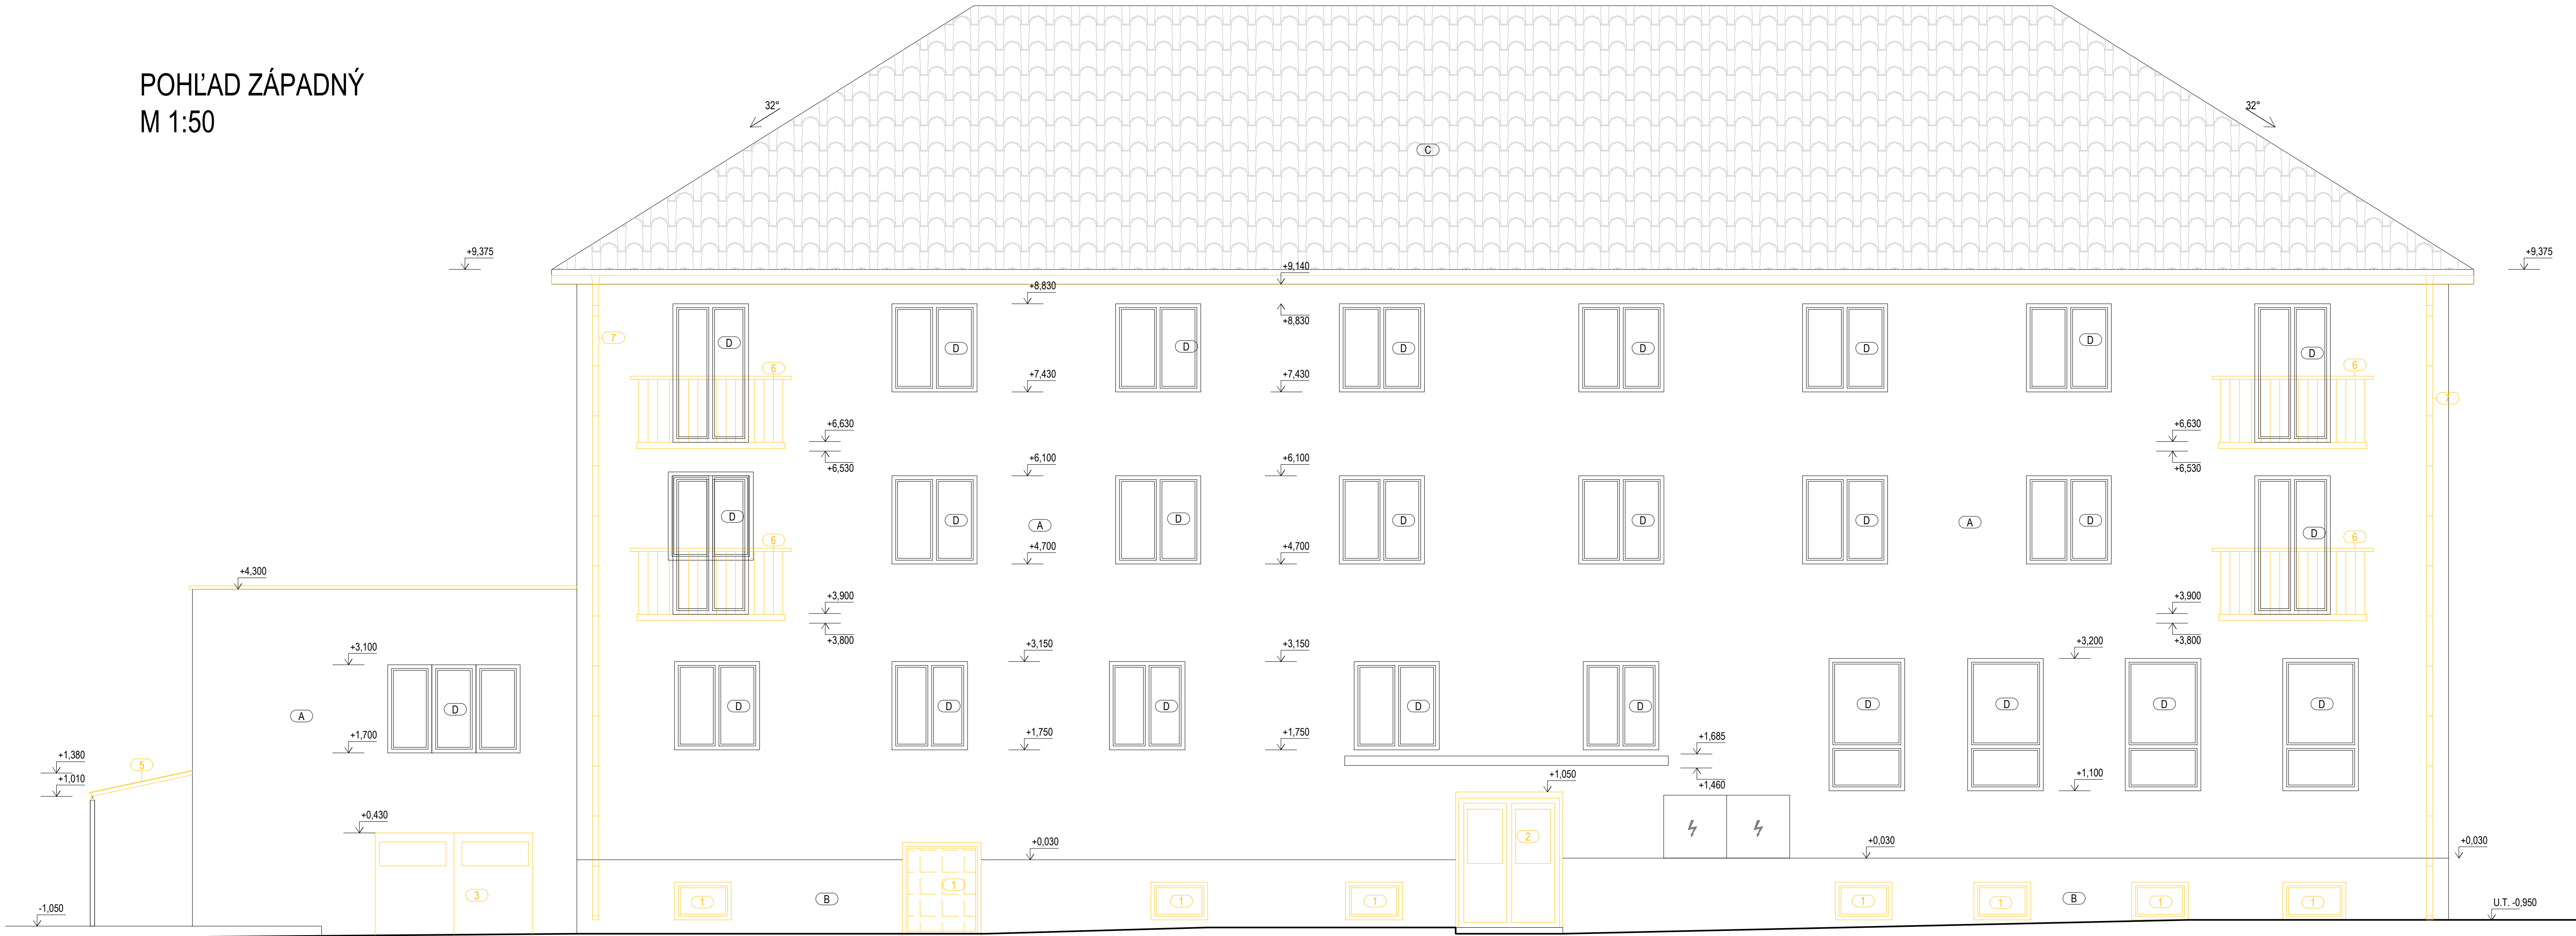 POHĽAD ZÁPADNÝ
M 1:50
32°
32°
C
+9,375
+9,375
+9,140
+8,830
+8,830
7
D
D
D
D
D
D
D
D
6
6
+7,430
+7,430
7
+6,630
+6,530
+6,630
+6,530
+6,100
+6,100
D
D
D
D
D
D
D
D
A
A
6
6
+4,700
+4,700
+4,300
+3,900
+3,800
+3,900
+3,800
+3,100
+3,150
+3,150
+3,200
A
D
D
D
D
D
D
D
D
D
D
+1,700
+1,750
+1,750
+1,685
+1,460
+1,380
+1,010
5
+1,050
+1,100
+0,430
2
+0,030
+0,030
+0,030
3
1
B
1
1
1
1
1
1
1
B
-1,050
U.T. -0,950